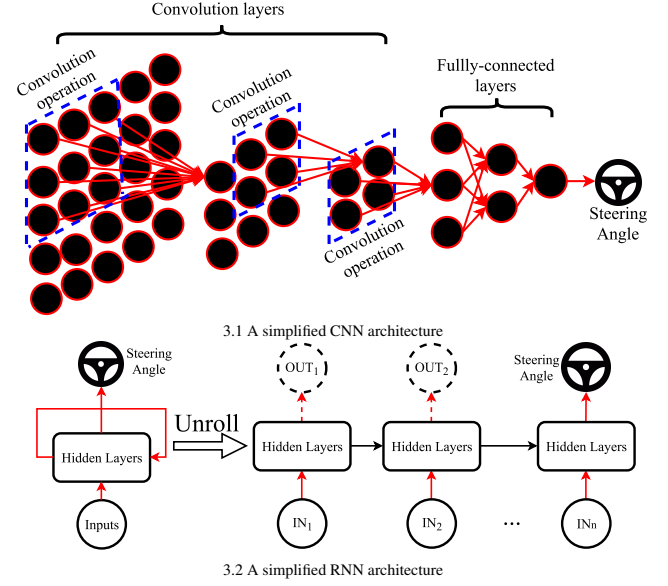 Convolution layers
Convolution
operation
Convolution
operation
Fullly-connected
layers
Steering
Angle
Convolution
operation
3.1 A simplified CNN architecture
Steering
Angle
OUT1
OUT2
Steering
Angle
Unroll
Hidden Layers
Hidden Layers
Hidden Layers
Hidden Layers
Inputs
IN1
IN2
...
INn
3.2 A simplified RNN architecture